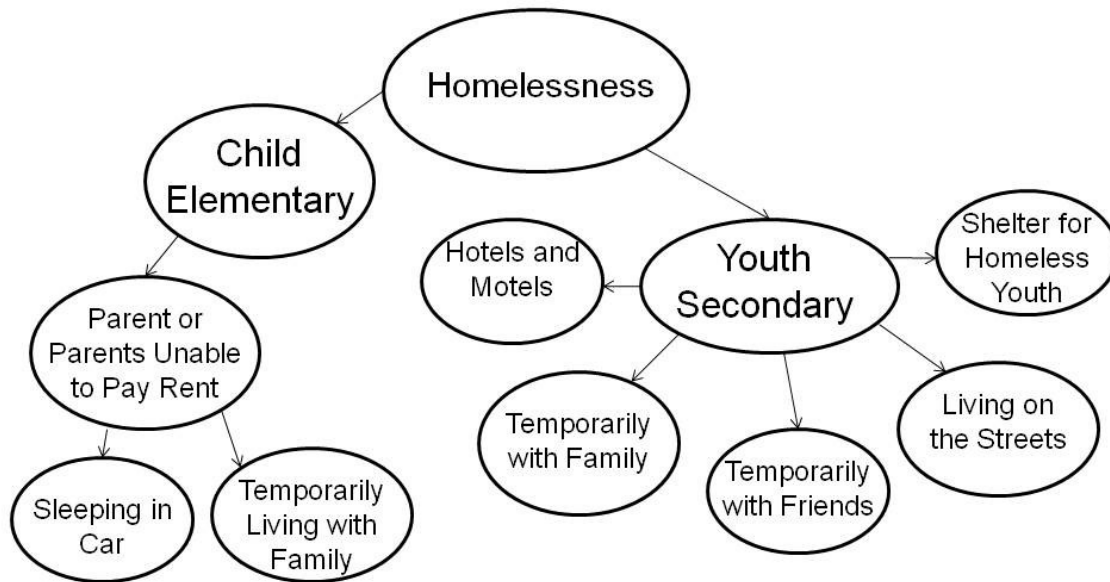 Homelessness
Child
Elementary
Hotels and
Motels
Youth
Secondary
Shelter for
Homeless
Youth
Parent or
Parents Unable
to Pay Rent
Temporarily
with Family
Temporarily
with Friends
Living on
the Streets
Sleeping in
Car
Temporarily
Living with
Family